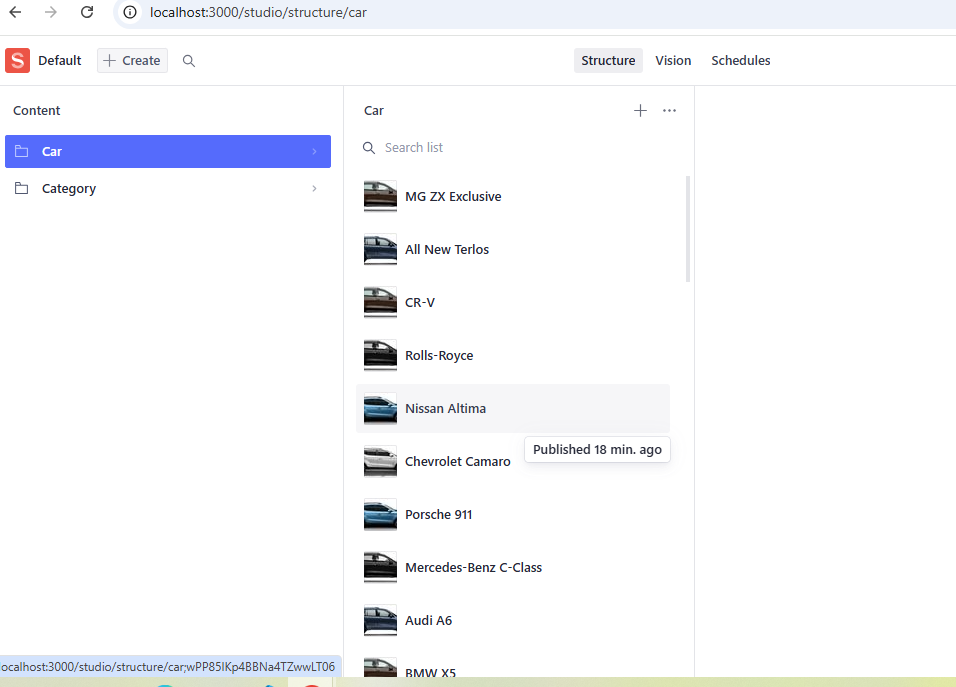 localhost:3000/studio/structure/car
S Default + Create Structure Vision Schedules
Content
Car
Category
Car
Search list
MG ZX Exclusive
All New Terlos
CR-V
Rolls-Royce
Nissan Altima
Published 18 min. ago
Chevrolet Camaro
Porsche 911
Mercedes-Benz C-Class
Audi A6
BMW X5
ocalhost:3000/studio/structure/car;wPP85lKp4BBNa4TZwwLT06